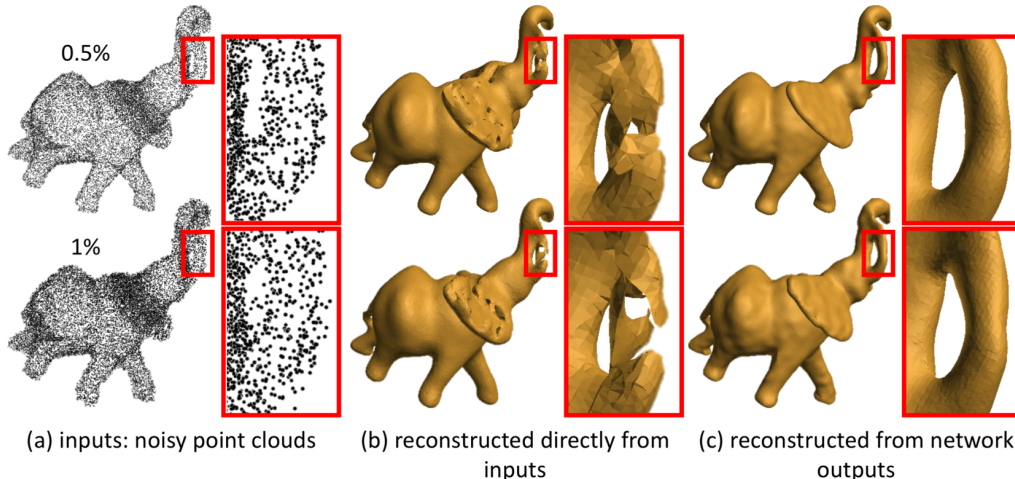 0.5%
1%
(a) inputs: noisy point clouds
(b) reconstructed directly from
inputs
(c) reconstructed from network
outputs